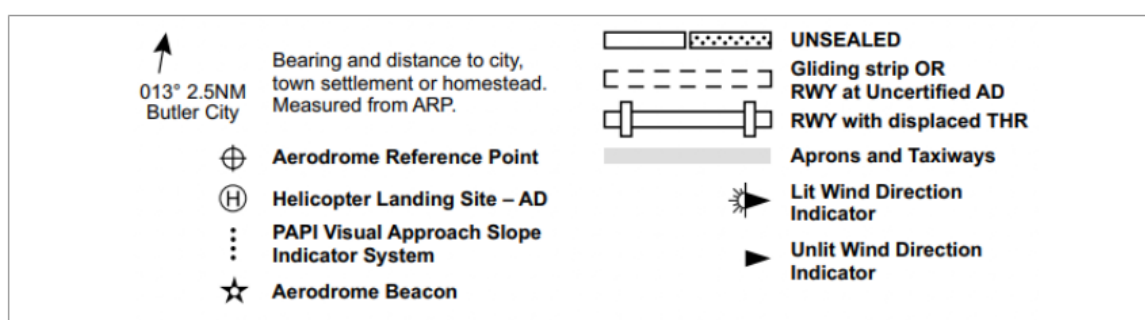 013° 2.5NM
Butler City
Bearing and distance to city,
town settlement or homestead.
Measured from ARP.
Aerodrome Reference Point
H
Helicopter Landing Site – AD
PAPI Visual Approach Slope
Indicator System
Aerodrome Beacon
UNSEALED
Gliding strip OR
RWY at Uncertified AD
RWY with displaced THR
Aprons and Taxiways
Lit Wind Direction
Indicator
Unlit Wind Direction
Indicator